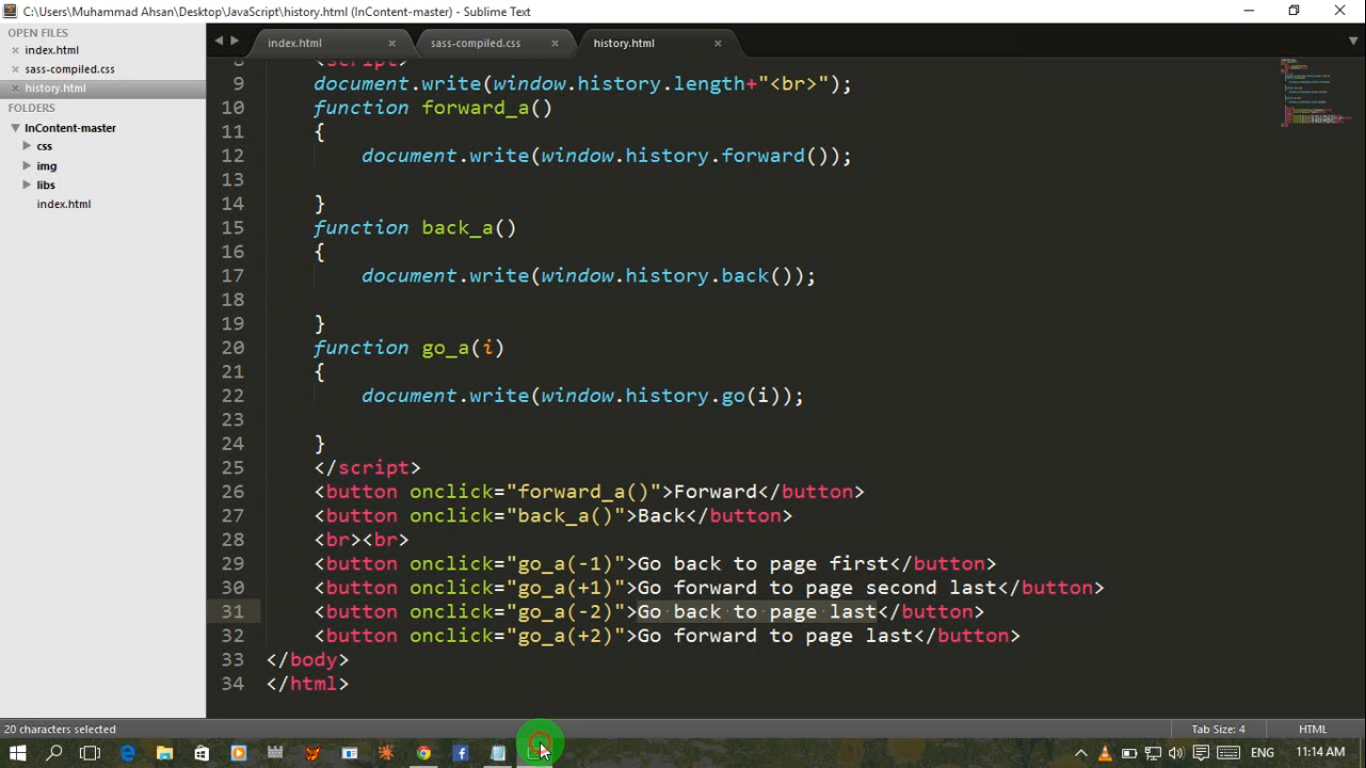 C:\Users\Muhammad Ahsan\Desktop\JavaScript\history.html (InContent-master) - Sublime Text
OPEN FILES
index.html
sass-compiled.css
history.html
FOLDERS
InContent-master
css
img
libs
index.html
index.html
sass-compiled.css
history.html
8 <script>
9 document.write(window.history.length+"<br>");
10 function forward_a()
11 {
12 document.write(window.history.forward());
13
14 }
15 function back_a()
16 {
17 document.write(window.history.back());
18
19 }
20 function go_a(i)
21 {
22 document.write(window.history.go(i));
23
24 }
25 </script>
26 <button onclick="forward_a()">Forward</button>
27 <button onclick="back_a()">Back</button>
28 <br><br>
29 <button onclick="go_a(-1)">Go back to page first</button>
30 <button onclick="go_a(+1)">Go forward to page second last</button>
31 <button onclick="go_a(-2)">Go back to page last</button>
32 <button onclick="go_a(+2)">Go forward to page last</button>
33 </body>
34 </html>
20 characters selected
Tab Size: 4
HTML
ENG
11:14 AM